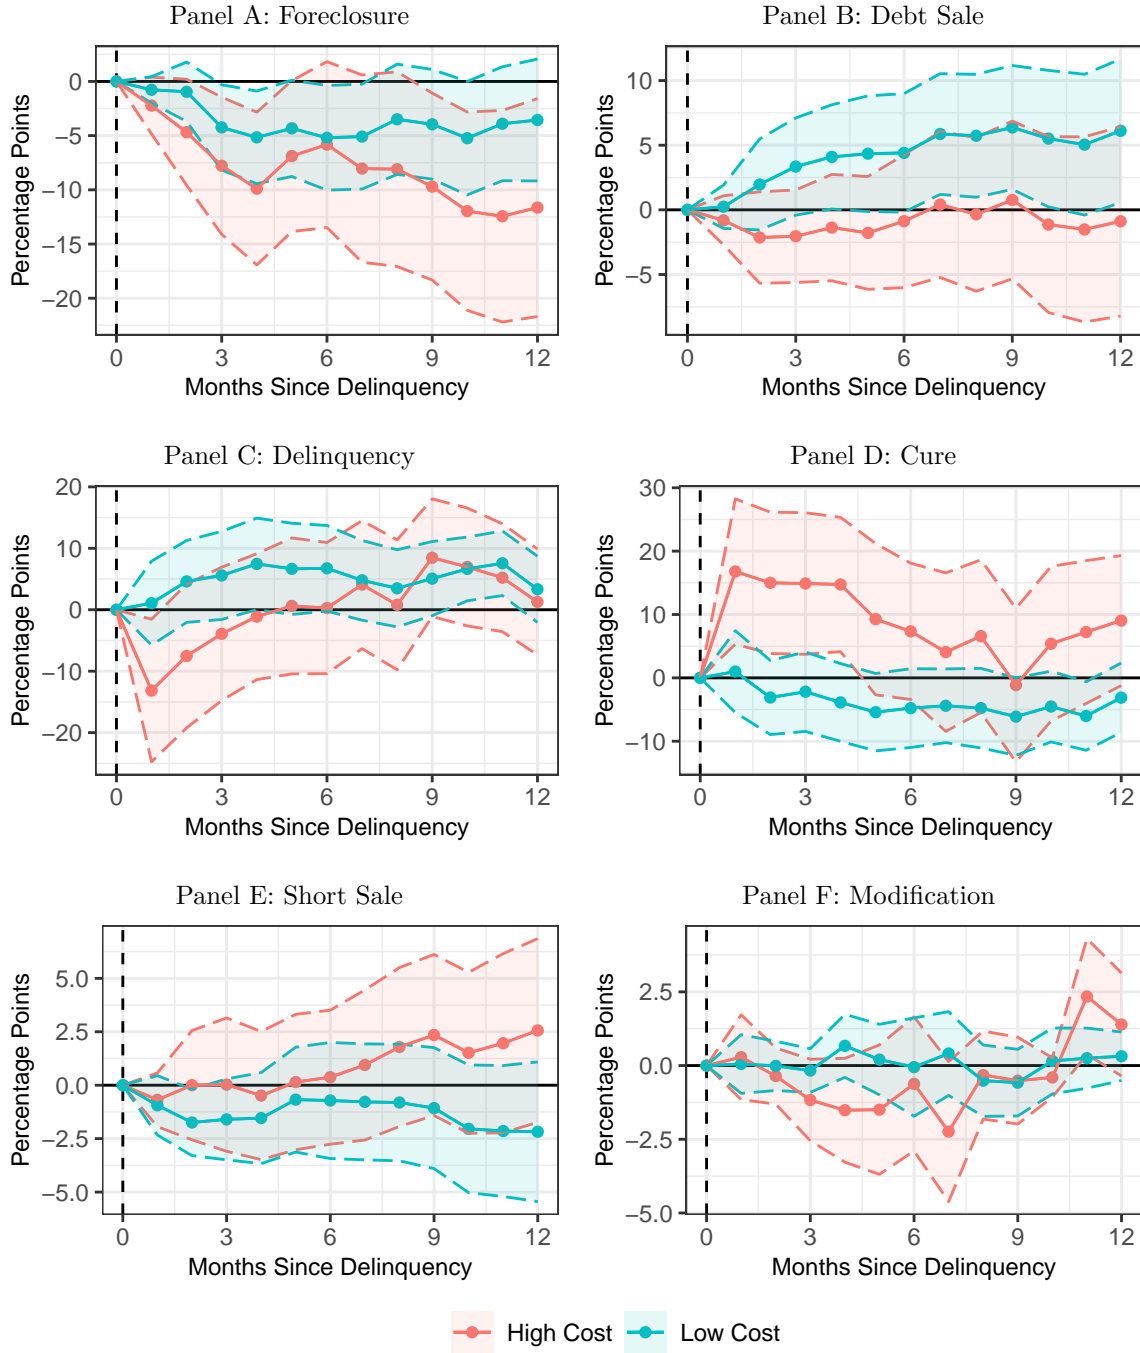 Panel A: Foreclosure
Percentage Points
0
−5
−10
−15
−20
0 3 6 9 12
Months Since Delinquency
Panel B: Debt Sale
Percentage Points
10
5
0
−5
0 3 6 9 12
Months Since Delinquency
Panel C: Delinquency
Percentage Points
20
10
0
−10
−20
0 3 6 9 12
Months Since Delinquency
Panel D: Cure
Percentage Points
30
20
10
0
−10
0 3 6 9 12
Months Since Delinquency
Panel E: Short Sale
Percentage Points
5.0
2.5
0.0
−2.5
−5.0
0 3 6 9 12
Months Since Delinquency
Panel F: Modification
Percentage Points
2.5
0.0
−2.5
−5.0
0 3 6 9 12
Months Since Delinquency
High Cost Low Cost